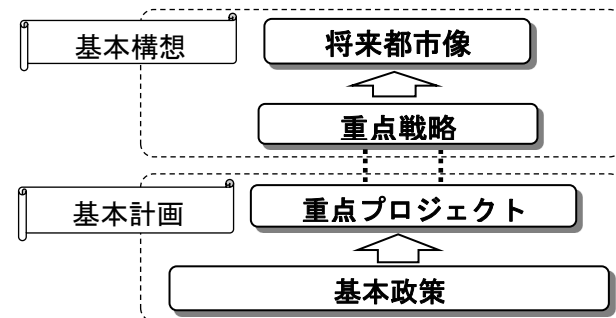 基本構想
将来都市像
重点戦略
基本計画
重点プロジェクト
基本政策